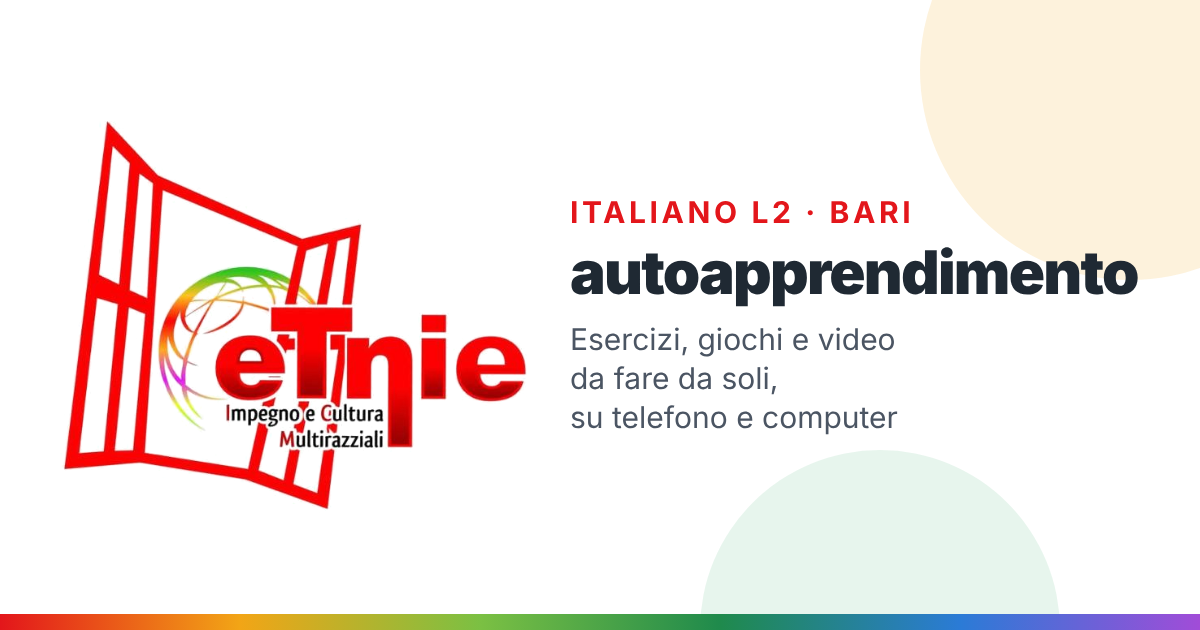 eTnie
Impegno e Cultura
Multirazziali
ITALIANO L2 · BARI
autoapprendimento
Esercizi, giochi e video
da fare da soli,
su telefono e computer